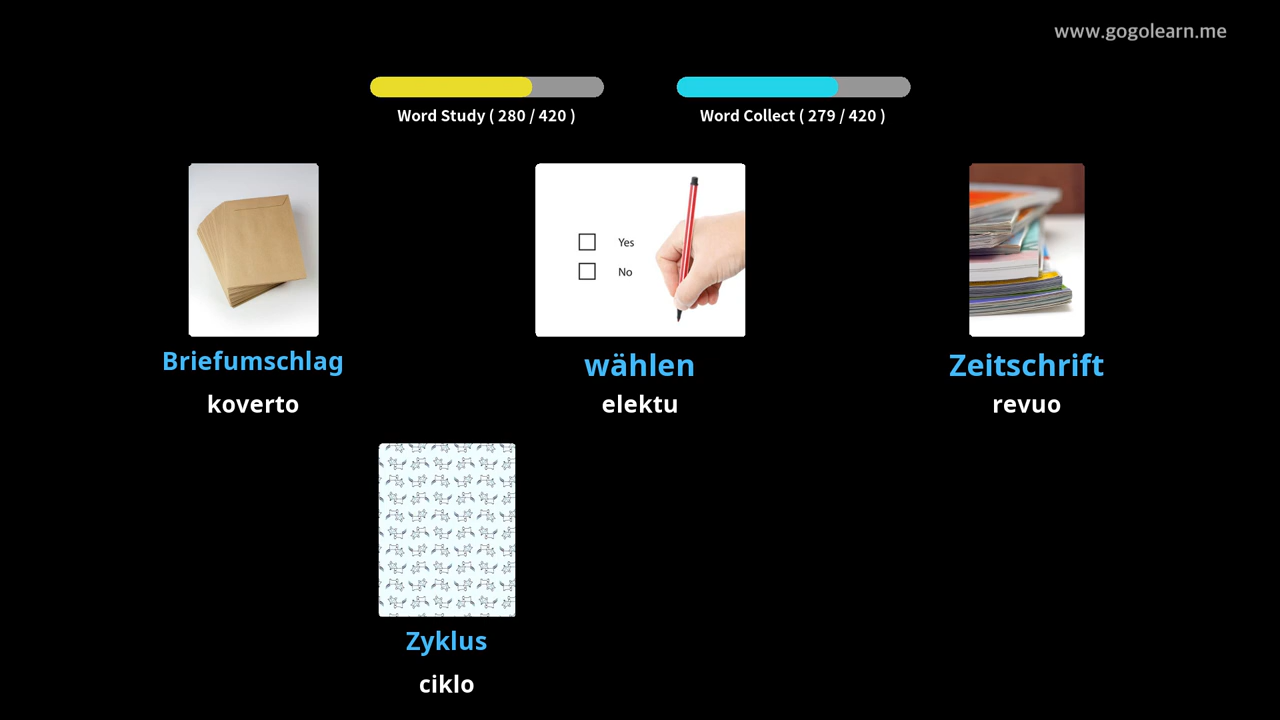 www.gogolearn.me
Word Study ( 280 / 420 )
Word Collect ( 279 / 420 )
Yes
No
Briefumschlag
koverto
wählen
elektu
Zeitschrift
revuo
Zyklus
ciklo